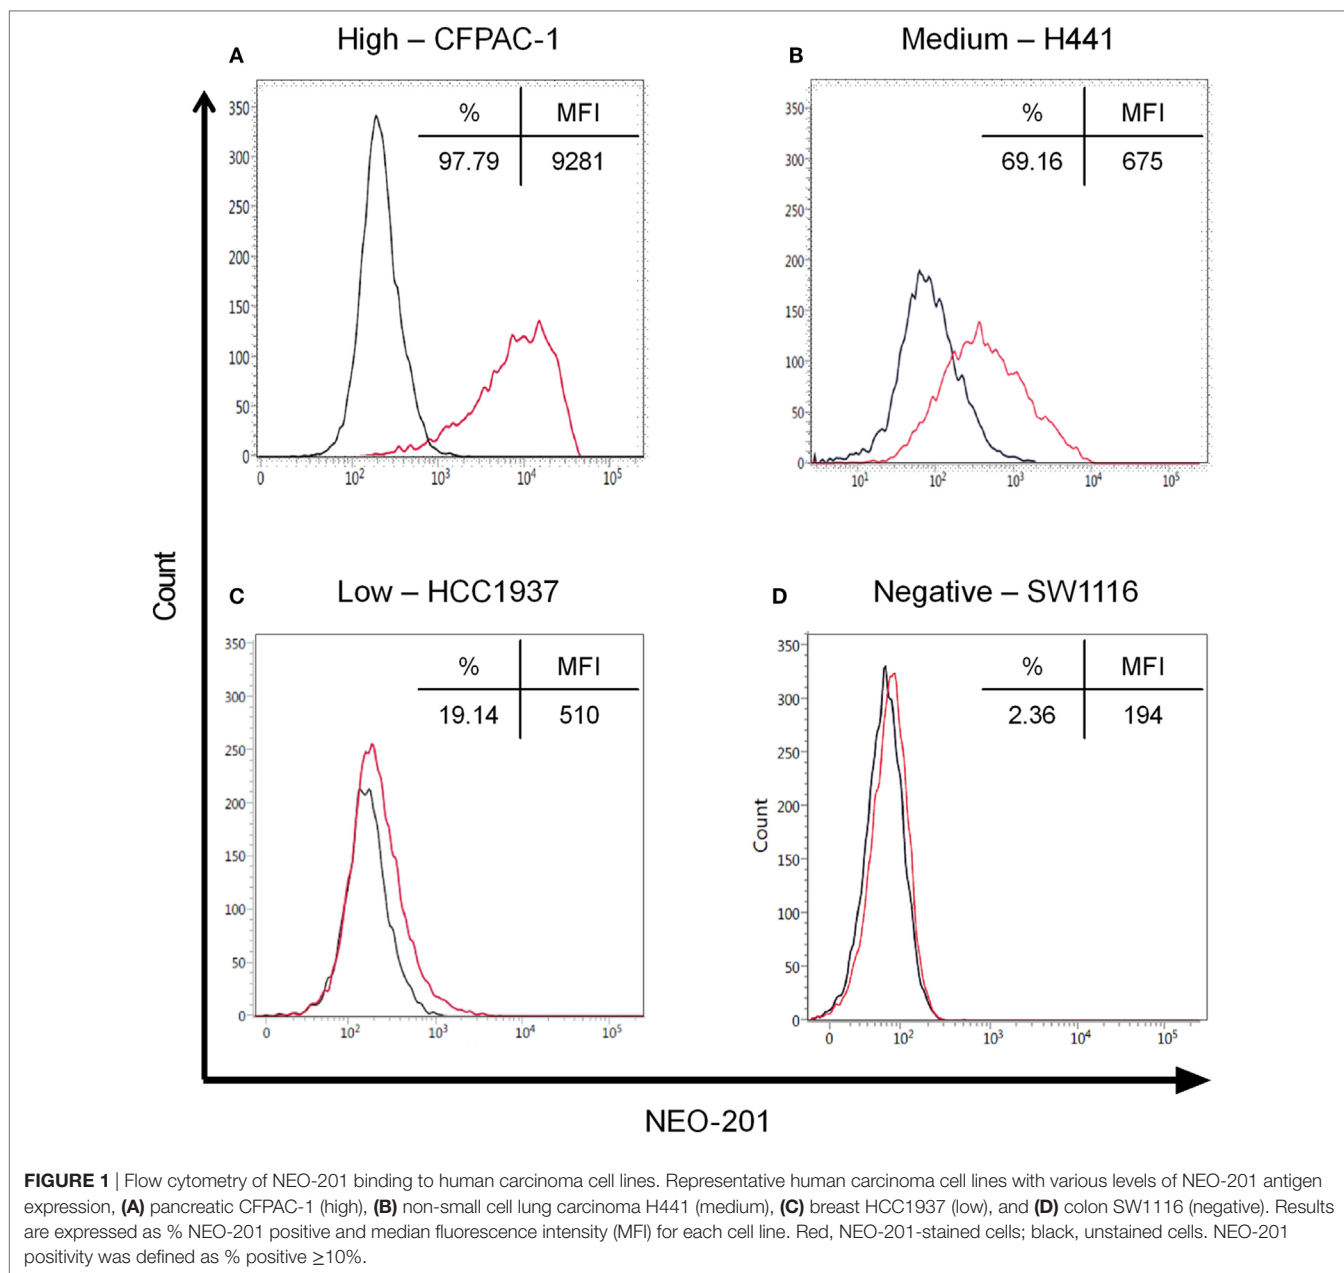 High – CFPAC-1
A
350
300
250
200
150
100
50
0
% MFI
97.79 9281
0 10² 10³ 10⁴ 10⁵
Medium – H441
B
350
300
250
200
150
100
50
0
% MFI
69.16 675
10¹ 10² 10³ 10⁴ 10⁵
Count
Low – HCC1937
C
350
300
250
200
150
100
50
0
% MFI
19.14 510
0 10² 10³ 10⁴ 10⁵
Negative – SW1116
D
Count
350
300
250
200
150
100
50
0
% MFI
2.36 194
0 10² 10³ 10⁴ 10⁵
NEO-201
FIGURE 1 | Flow cytometry of NEO-201 binding to human carcinoma cell lines. Representative human carcinoma cell lines with various levels of NEO-201 antigen
expression, (A) pancreatic CFPAC-1 (high), (B) non-small cell lung carcinoma H441 (medium), (C) breast HCC1937 (low), and (D) colon SW1116 (negative). Results
are expressed as % NEO-201 positive and median fluorescence intensity (MFI) for each cell line. Red, NEO-201-stained cells; black, unstained cells. NEO-201
positivity was defined as % positive ≥10%.